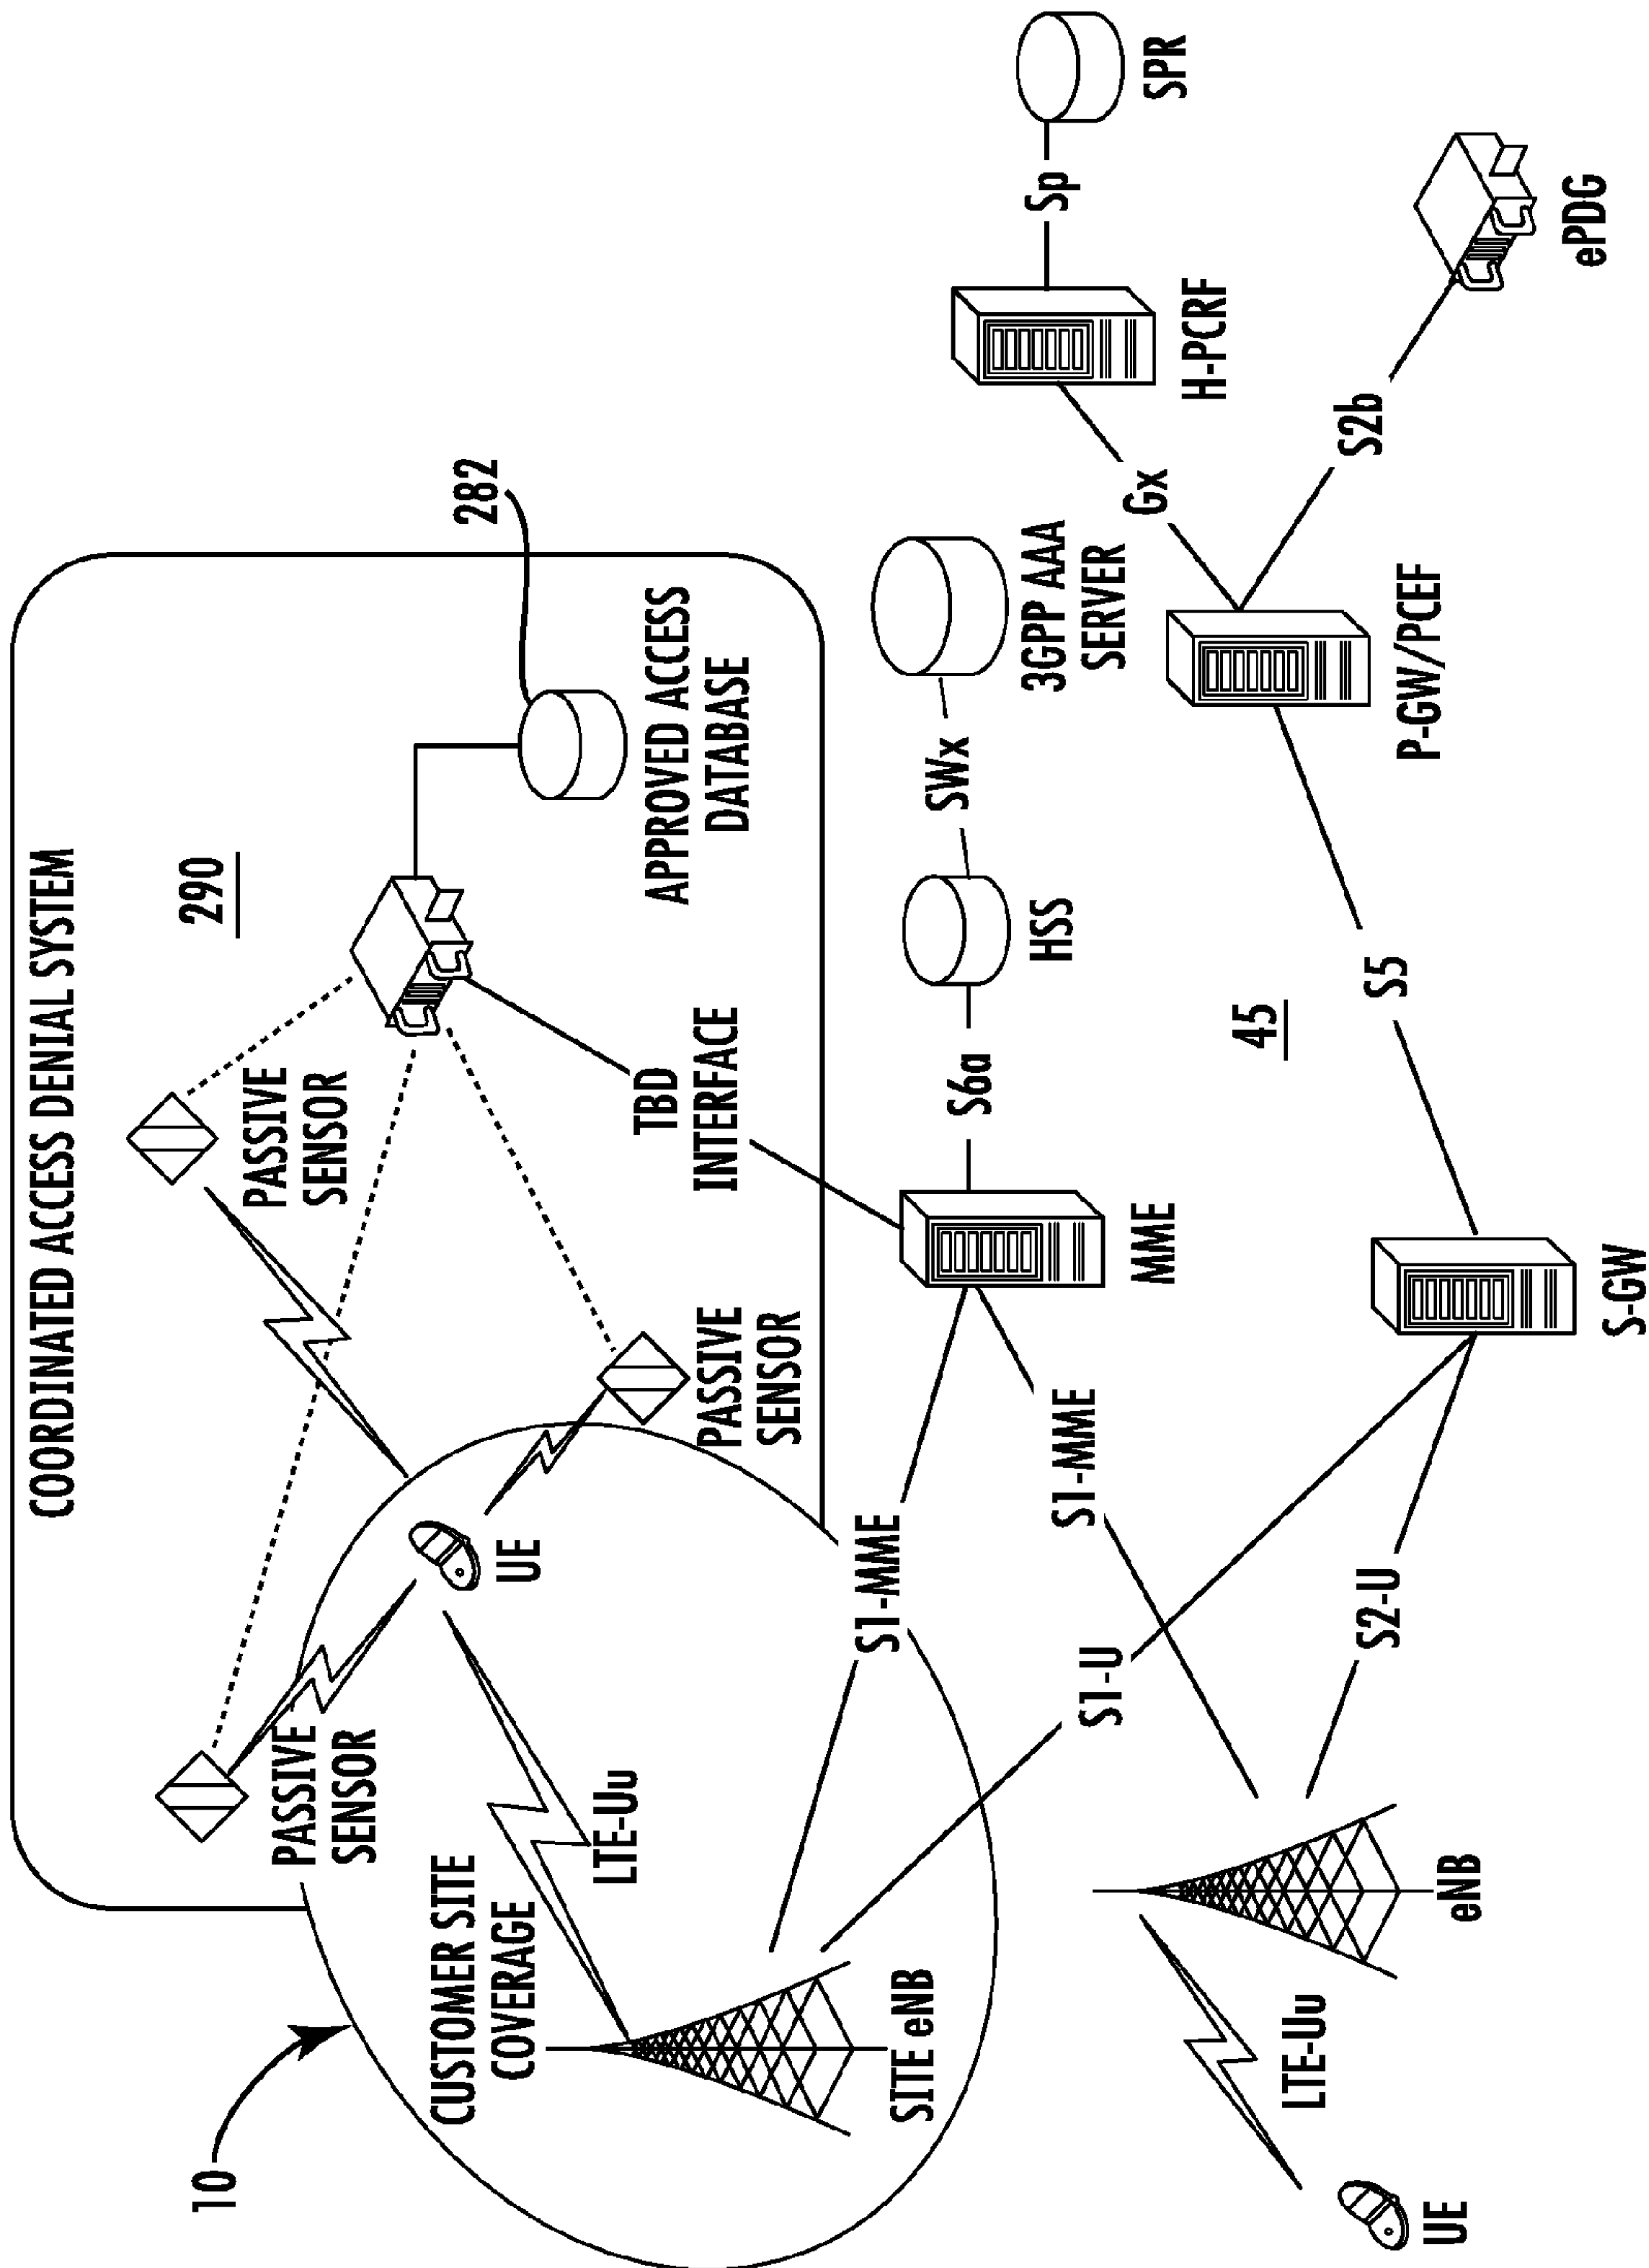 COORDINATED ACCESS DENIAL SYSTEM
290
282
PASSIVE
SENSOR
PASSIVE
SENSOR
PASSIVE
SENSOR
APPROVED ACCESS
DATABASE
TBD
INTERFACE
UE
10
CUSTOMER SITE
COVERAGE
LTE-Uu
SITE eNB
S1-MME
S1-MME
MME
S6a
HSS
SWx
3GPP AAA
SERVER
Gx
H-PCRF
Sp
SPR
S1-U
S2-U
S-GW
45
S5
P-GW/PCEF
S2b
ePDG
UE
LTE-Uu
eNB